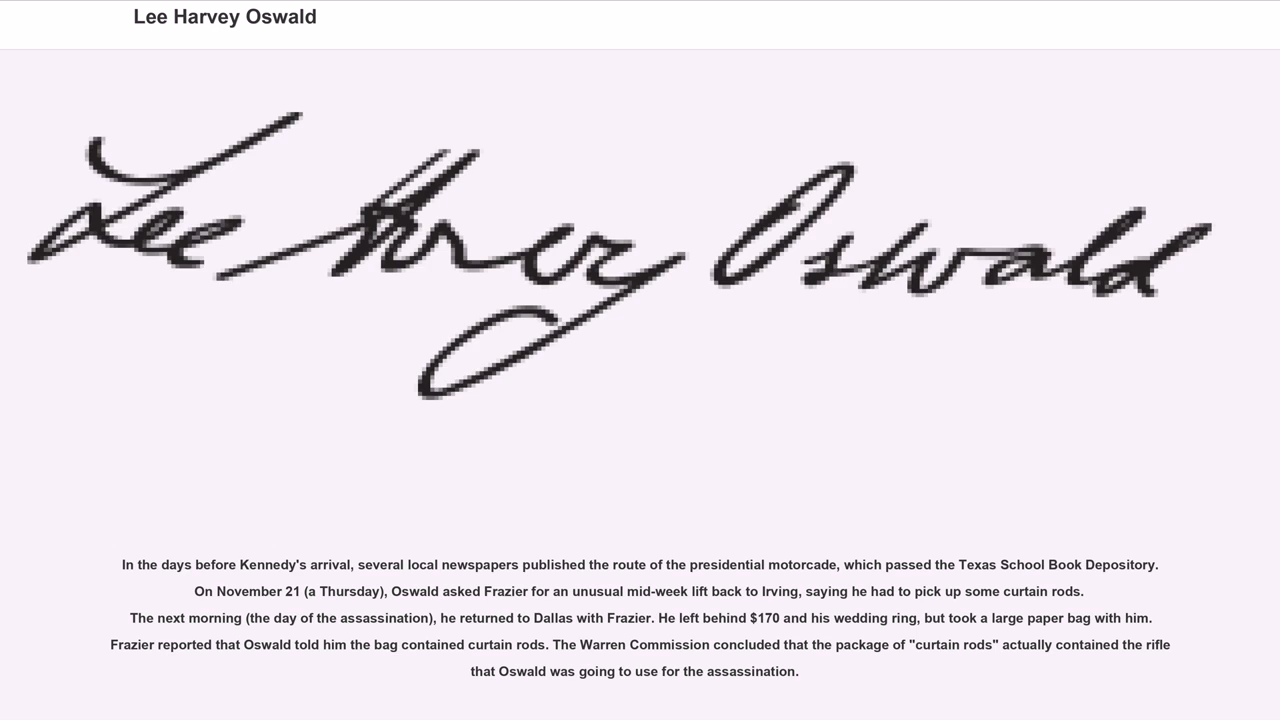 Lee Harvey Oswald
Lee Harvey Oswald
In the days before Kennedy's arrival, several local newspapers published the route of the presidential motorcade, which passed the Texas School Book Depository.
On November 21 (a Thursday), Oswald asked Frazier for an unusual mid-week lift back to Irving, saying he had to pick up some curtain rods.
The next morning (the day of the assassination), he returned to Dallas with Frazier. He left behind $170 and his wedding ring, but took a large paper bag with him.
Frazier reported that Oswald told him the bag contained curtain rods. The Warren Commission concluded that the package of "curtain rods" actually contained the rifle
that Oswald was going to use for the assassination.